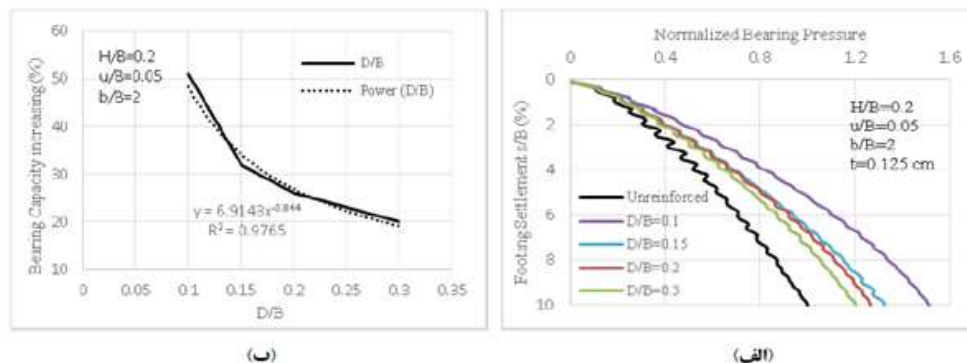 Bearing Capacity increasing (%)
60
50
40
30
20
10
H/B=0.2
u/B=0.05
b/B=2
D/B
Power (D/B)
y = 6.9143x^-0.844
R² = 0.9765
0 0.05 0.1 0.15 0.2 0.25 0.3 0.35
D/B
(ب)
Normalized Bearing Pressure
0 0.4 0.8 1.2 1.6
Footing Settlement s/B (%)
0
2
4
6
8
10
H/B=0.2
u/B=0.05
b/B=2
t=0.125 cm
Unreinforced
D/B=0.1
D/B=0.15
D/B=0.2
D/B=0.3
(الف)